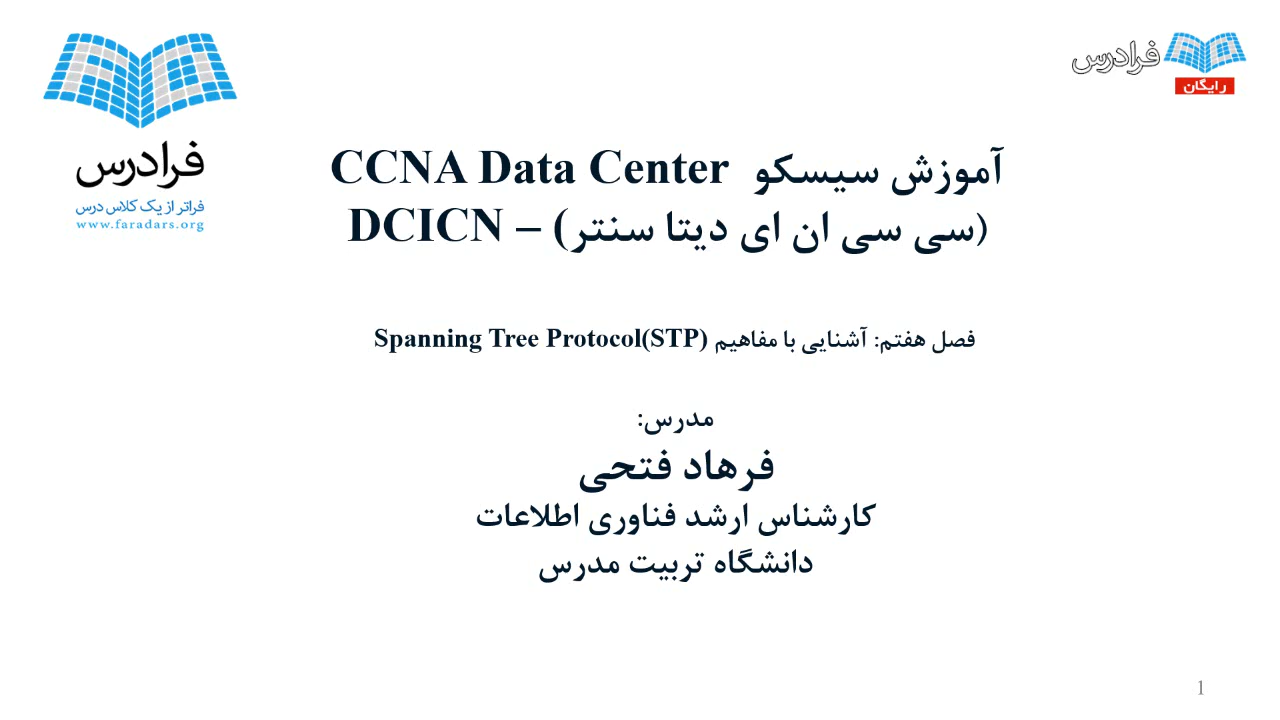 فرادرس
فراتر از یک کلاس درس
www.faradars.org
فرادرس
رایگان
آموزش سیسکو CCNA Data Center
(سی سی ان ای دیتا سنتر) – DCICN
فصل هفتم: آشنایی با مفاهیم Spanning Tree Protocol(STP)
مدرس:
فرهاد فتحی
کارشناس ارشد فناوری اطلاعات
دانشگاه تربیت مدرس
1